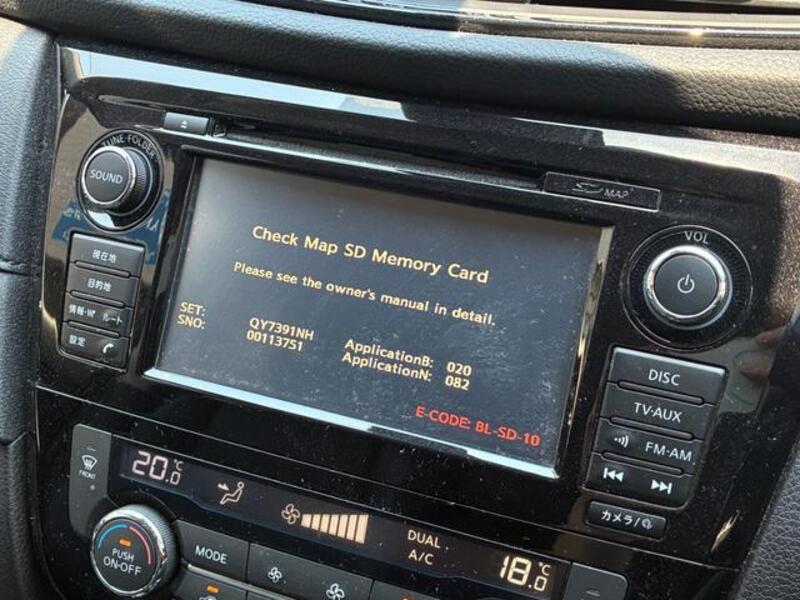 TUNE·FOLDER
SOUND
現在地
目的地
情報・VP ルート
設定
SD MAP
Check Map SD Memory Card
Please see the owner's manual in detail.
SET: QY7391NH ApplicationB: 020
SNO: 00113751 ApplicationN: 082
E-CODE: BL-SD-10
VOL
DISC
TV·AUX
FM·AM
カメラ/
FRONT
20.0℃
DUAL
A/C
18.0℃
PUSH
ON·OFF
MODE